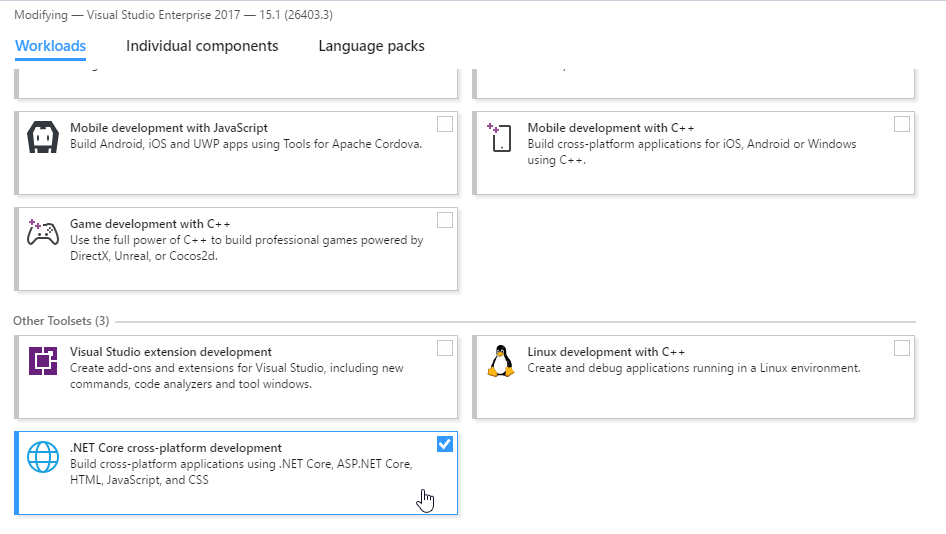 Modifying — Visual Studio Enterprise 2017 — 15.1 (26403.3)
Workloads
Individual components
Language packs
Mobile development with JavaScript
Build Android, iOS and UWP apps using Tools for Apache Cordova.
Mobile development with C++
Build cross-platform applications for iOS, Android or Windows
using C++.
Game development with C++
Use the full power of C++ to build professional games powered by
DirectX, Unreal, or Cocos2d.
Other Toolsets (3)
Visual Studio extension development
Create add-ons and extensions for Visual Studio, including new
commands, code analyzers and tool windows.
Linux development with C++
Create and debug applications running in a Linux environment.
.NET Core cross-platform development
Build cross-platform applications using .NET Core, ASP.NET Core,
HTML, JavaScript, and CSS